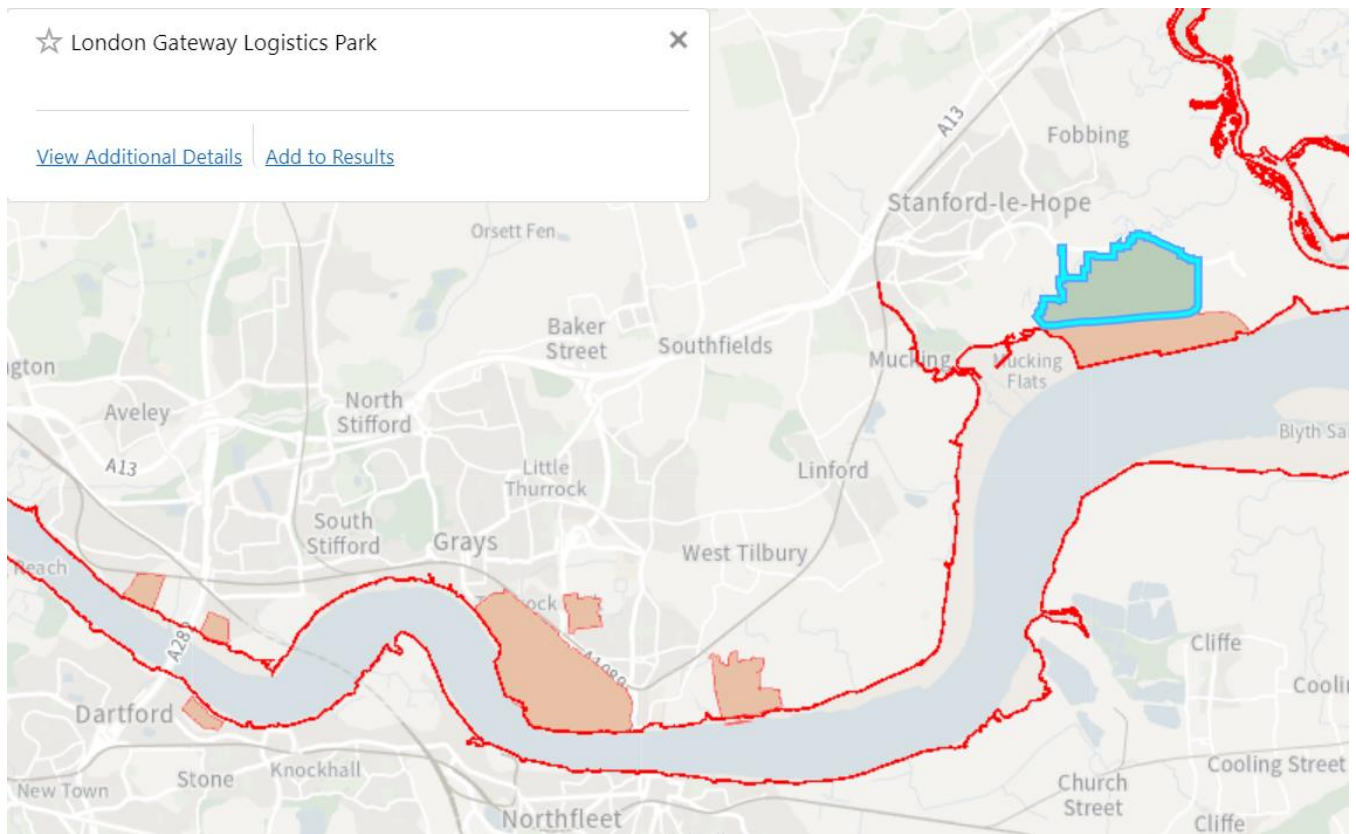 London Gateway Logistics Park
View Additional Details
Add to Results
A13
Fobbing
Stanford-le-Hope
Orsett Fen
Baker
Street
Southfields
Mucking
Mucking
Flats
North
Stifford
Aveley
A13
Little
Thurrock
Linford
Blyth
South
Stifford
Grays
West Tilbury
Reach
Cliffe
Dartford
Stone
Knockhall
Church
Street
Cooling Street
New Town
Northfleet
Cliffe